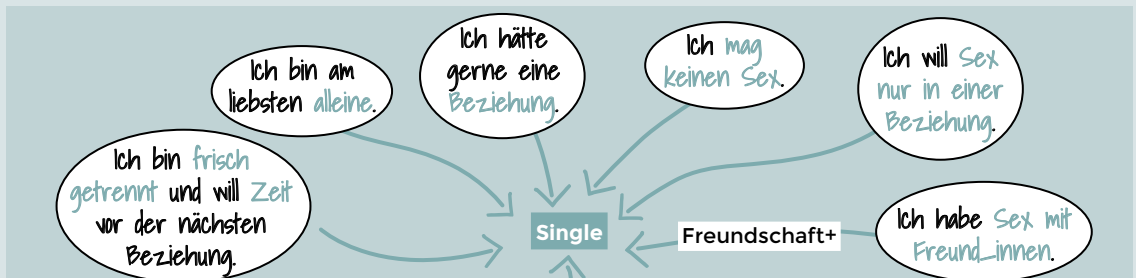 Ich bin am
liebsten alleine.
Ich hätte
gerne eine
Beziehung.
Ich mag
keinen Sex.
Ich will Sex
nur in einer
Beziehung.
Ich bin frisch
getrennt und will Zeit
vor der nächsten
Beziehung.
Single
Freundschaft+
Ich habe Sex mit
Freund_innen.